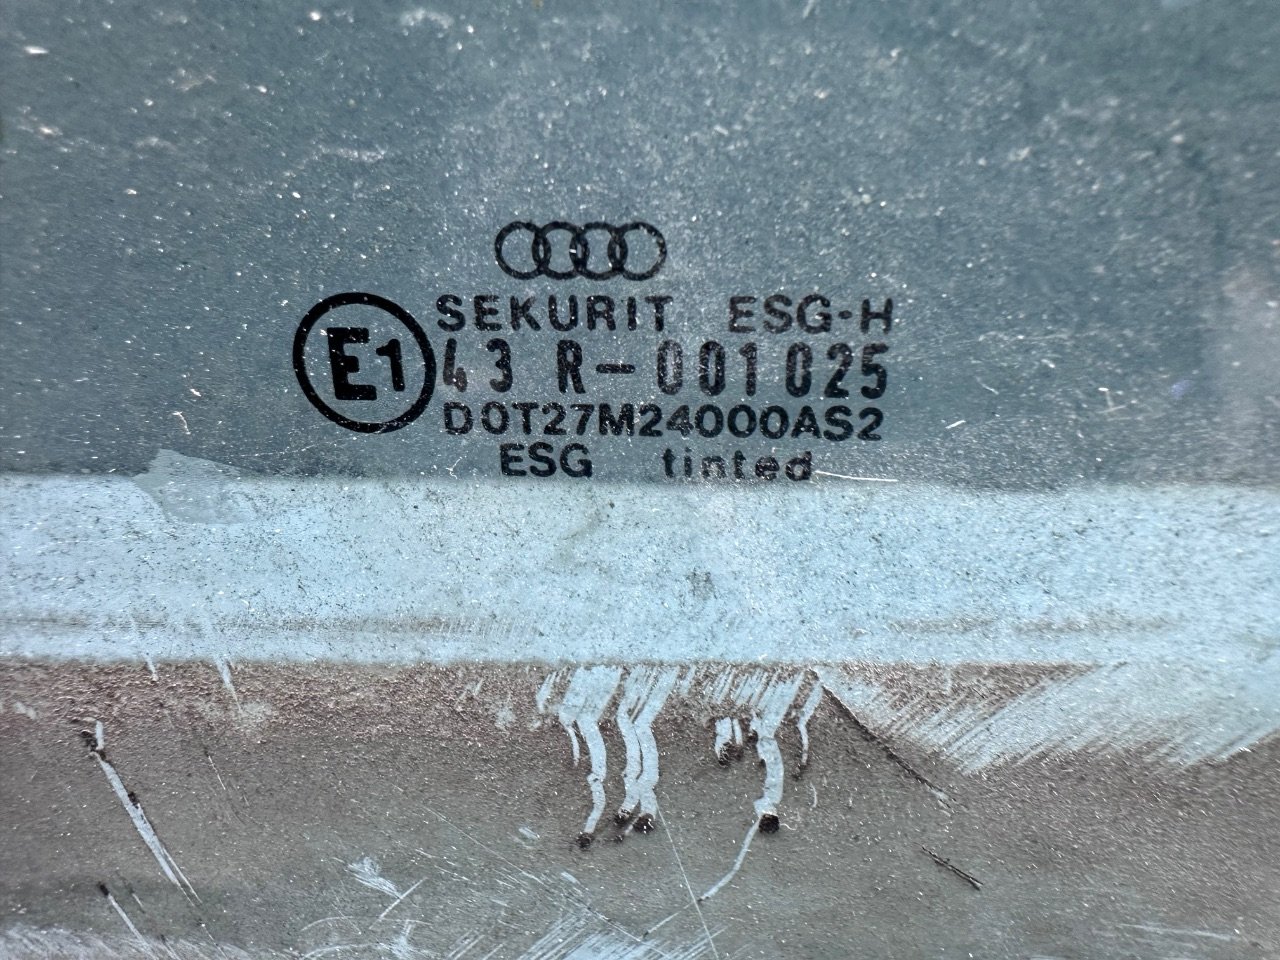 SEKURIT ESG-H
E1 43 R-001025
DOT27M24000AS2
ESG tinted